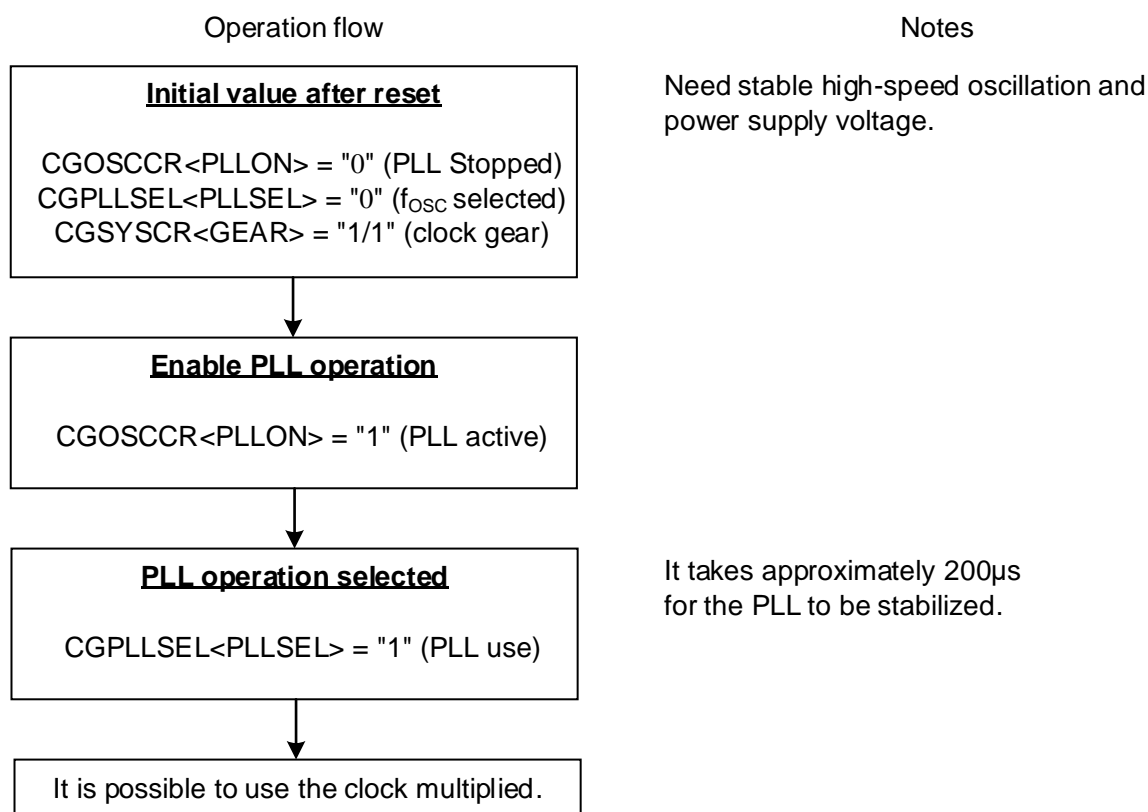 Operation flow
Notes
Initial value after reset
Need stable high-speed oscillation and
power supply voltage.
CGOSCCR<PLLON> = "0" (PLL Stopped)
CGPLLSEL<PLLSEL> = "0" (fOSC selected)
CGSYSCR<GEAR> = "1/1" (clock gear)
Enable PLL operation
CGOSCCR<PLLON> = "1" (PLL active)
PLL operation selected
It takes approximately 200µs
for the PLL to be stabilized.
CGPLLSEL<PLLSEL> = "1" (PLL use)
It is possible to use the clock multiplied.